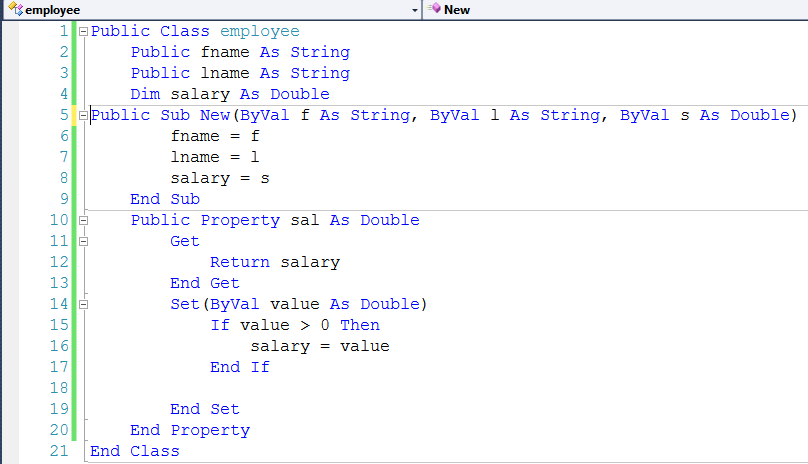 employee New
1 Public Class employee
2 Public fname As String
3 Public lname As String
4 Dim salary As Double
5 Public Sub New(ByVal f As String, ByVal l As String, ByVal s As Double)
6 fname = f
7 lname = l
8 salary = s
9 End Sub
10 Public Property sal As Double
11 Get
12 Return salary
13 End Get
14 Set(ByVal value As Double)
15 If value > 0 Then
16 salary = value
17 End If
18
19 End Set
20 End Property
21 End Class